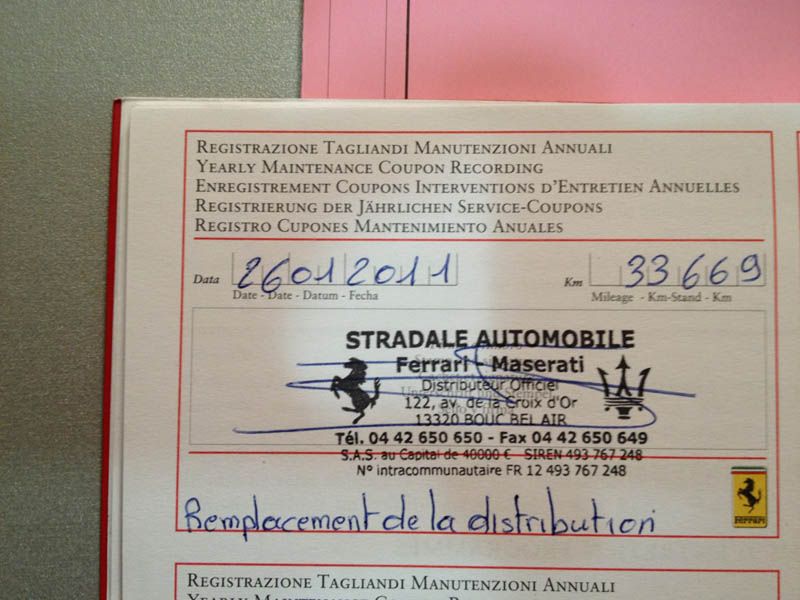 REGISTRAZIONE TAGLIANDI MANUTENZIONI ANNUALI
YEARLY MAINTENANCE COUPON RECORDING
ENREGISTREMENT COUPONS INTERVENTIONS D'ENTRETIEN ANNUELLES
REGISTRIERUNG DER JÄHRLICHEN SERVICE-COUPONS
REGISTRO CUPONES MANTENIMIENTO ANUALES
Data 26012011 Km 33669
Date - Date - Datum - Fecha Mileage - Km-Stand - Km
STRADALE AUTOMOBILE
Ferrari - Maserati
Distributeur Officiel
122, av. de la Croix d'Or
13320 BOUC BEL AIR
Tél. 04 42 650 650 - Fax 04 42 650 649
S.A.S. au Capital de 40000 € SIREN 493 767 248
N° intracommunautaire FR 12 493 767 248
Ferrari
Remplacement de la distribution
REGISTRAZIONE TAGLIANDI MANUTENZIONI ANNUALI